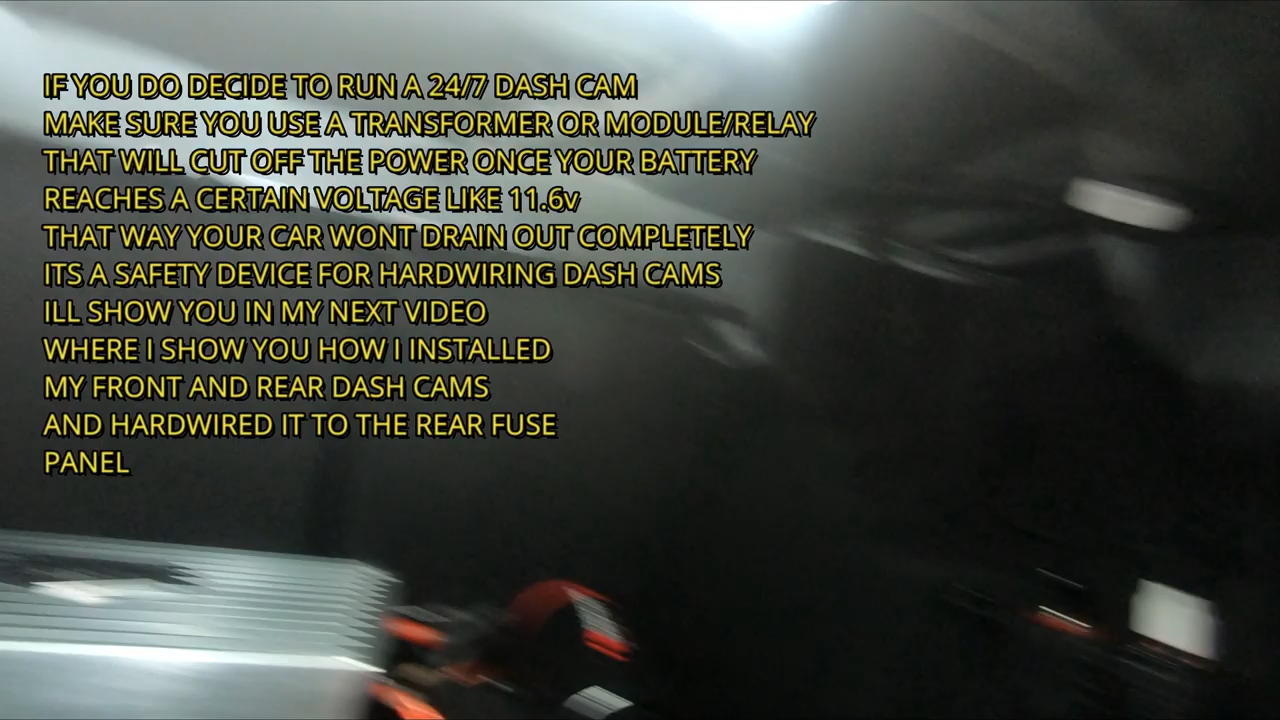 IF YOU DO DECIDE TO RUN A 24/7 DASH CAM
MAKE SURE YOU USE A TRANSFORMER OR MODULE/RELAY
THAT WILL CUT OFF THE POWER ONCE YOUR BATTERY
REACHES A CERTAIN VOLTAGE LIKE 11.6v
THAT WAY YOUR CAR WONT DRAIN OUT COMPLETELY
ITS A SAFETY DEVICE FOR HARDWIRING DASH CAMS
ILL SHOW YOU IN MY NEXT VIDEO
WHERE I SHOW YOU HOW I INSTALLED
MY FRONT AND REAR DASH CAMS
AND HARDWIRED IT TO THE REAR FUSE
PANEL